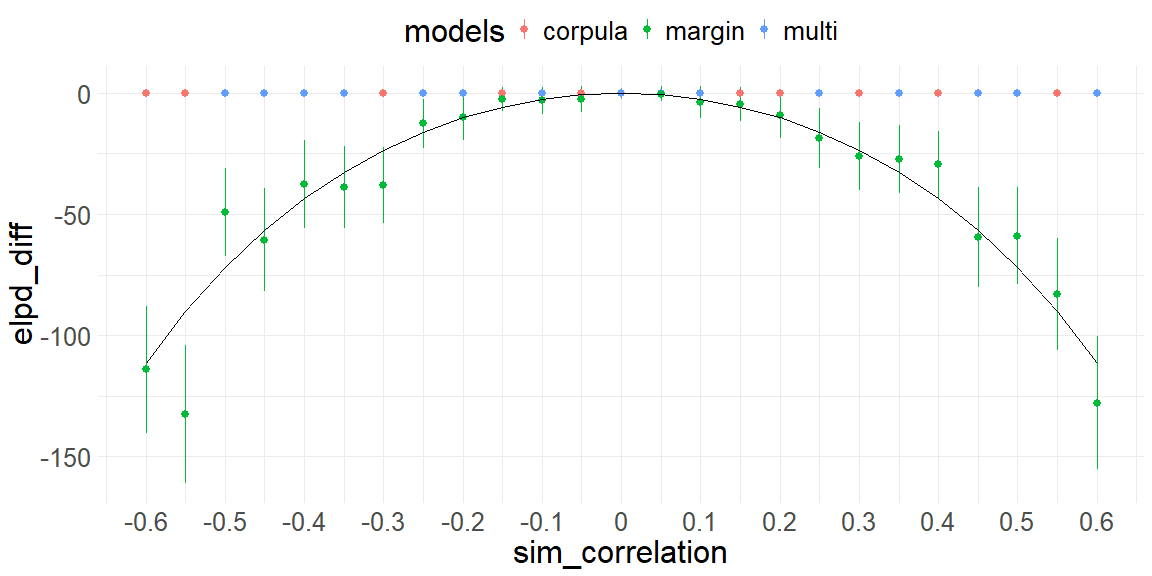 models corpula margin multi
0
-50
-100
-150
elpd_diff
-0.6 -0.5 -0.4 -0.3 -0.2 -0.1 0 0.1 0.2 0.3 0.4 0.5 0.6
sim_correlation